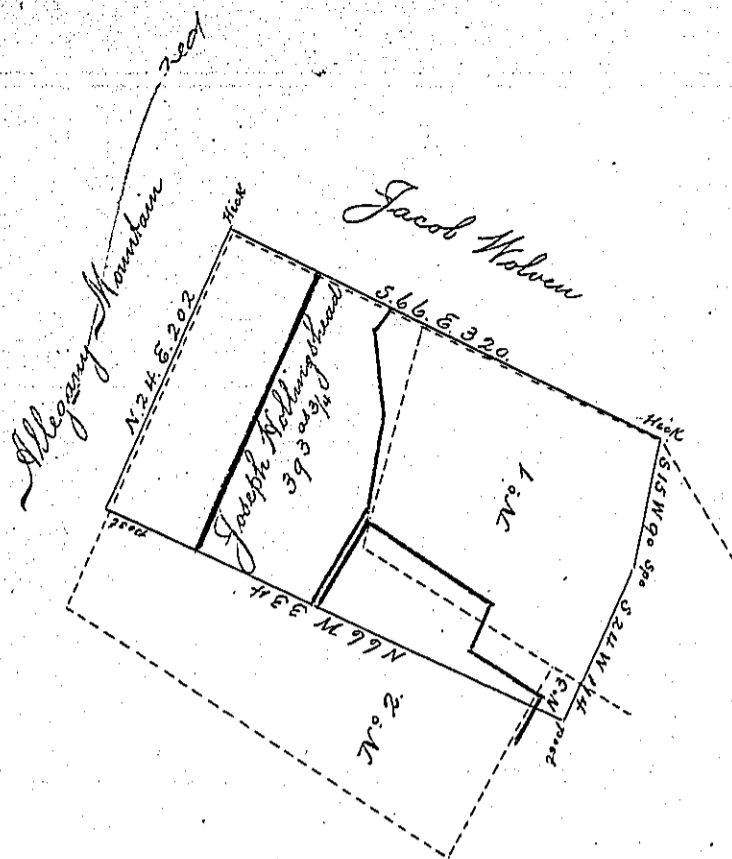 Allegany Mountain
Hick
Jacob Wolven
N. 24. E. 202
S. 66. E. 320.
Joseph Hollingshead
393 as 3/4
Hick
No. 1
S 15 W 90
Spo
S 24 W 114
Post
N 66 W 334
No. 3
Post
No. 2.